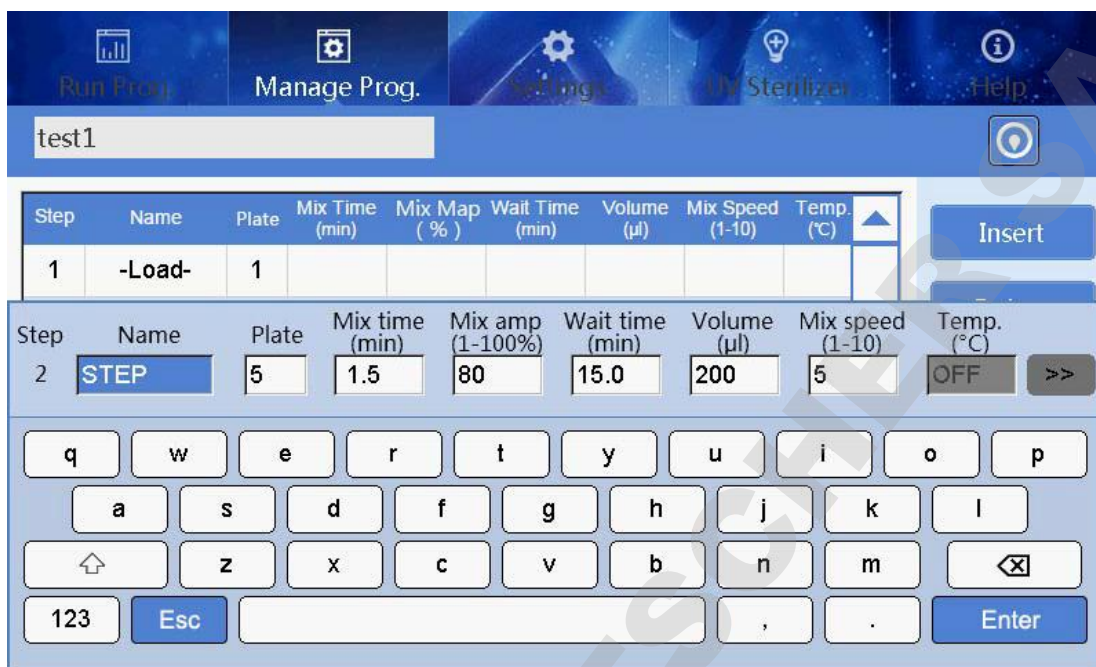 Run Prog. Manage Prog. Settings UV Sterilizer Help
test1
Step Name Plate Mix Time (min) Mix Map ( % ) Wait Time (min) Volume (µl) Mix Speed (1-10) Temp. (℃)
Insert
1 -Load- 1
Step Name Plate Mix time (min) Mix amp (1-100%) Wait time (min) Volume (µl) Mix speed (1-10) Temp. (°C)
2 STEP 5 1.5 80 15.0 200 5 OFF >>
q w e r t y u i o p
a s d f g h j k l
z x c v b n m
123 Esc , . Enter